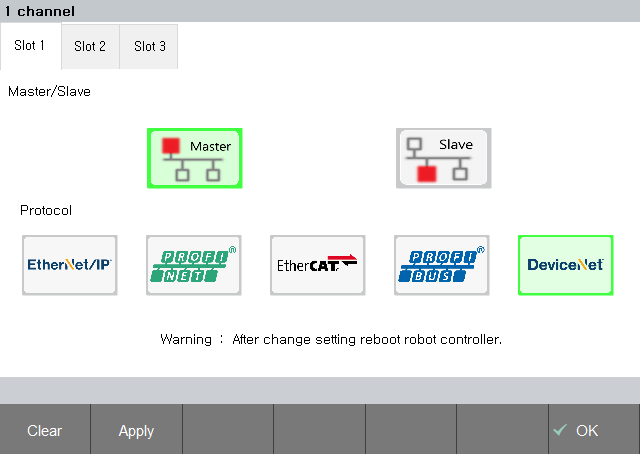 1 channel
Slot 1 Slot 2 Slot 3
Master/Slave
Master Slave
Protocol
EtherNet/IP PROFI NET EtherCAT PROFI BUS DeviceNet
Warning : After change setting reboot robot controller.
Clear Apply OK